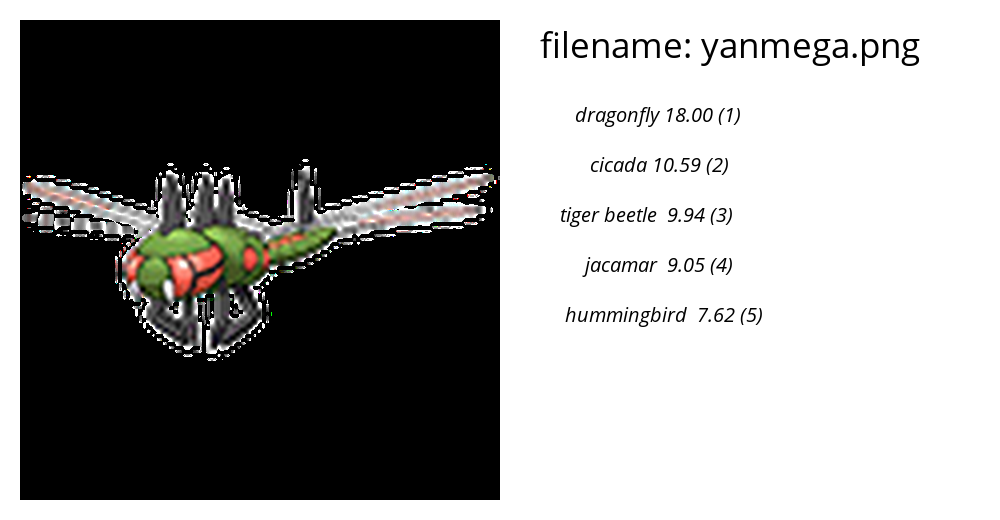 filename: yanmega.png
dragonfly 18.00 (1)
cicada 10.59 (2)
tiger beetle 9.94 (3)
jacamar 9.05 (4)
hummingbird 7.62 (5)